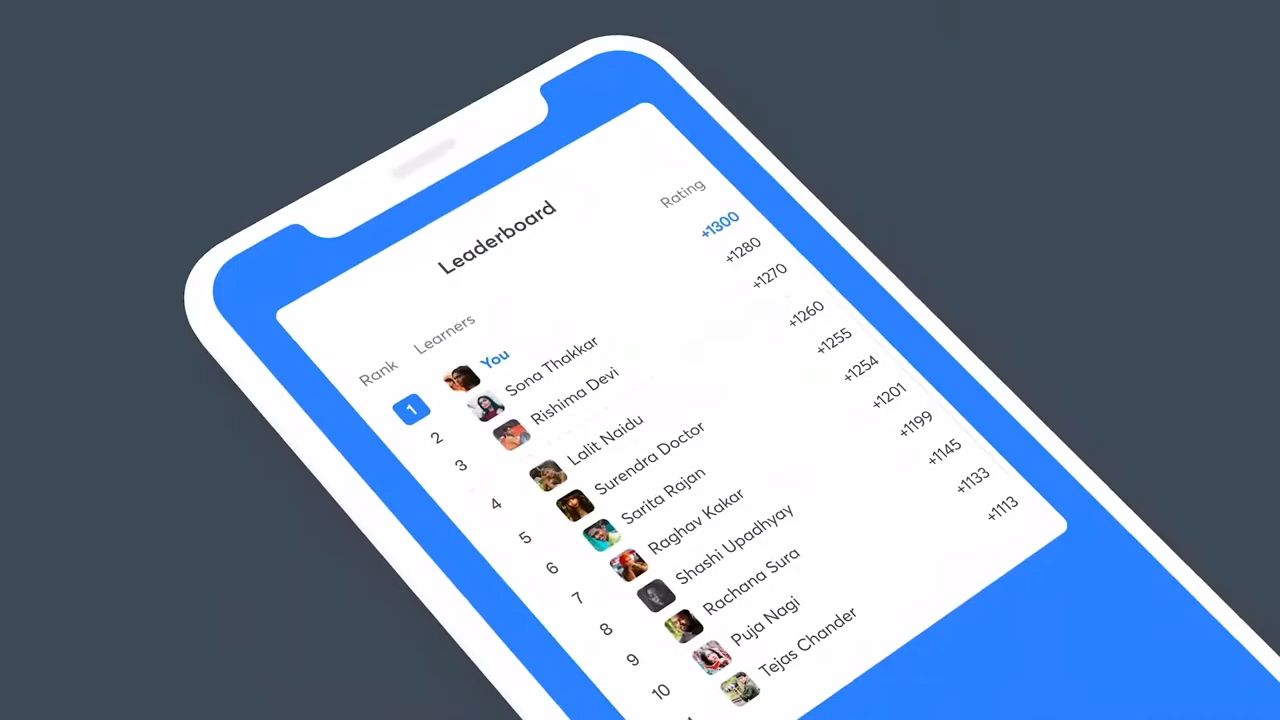 Leaderboard
Rank Learners Rating
1 You +1300
2 Sona Thakkar +1280
3 Rishima Devi +1270
4 Lalit Naidu +1260
5 Surendra Doctor +1255
6 Sarita Rajan +1254
7 Raghav Kakar +1201
8 Shashi Upadhyay +1199
9 Rachana Sura +1145
10 Puja Nagi +1133
Tejas Chander +1113